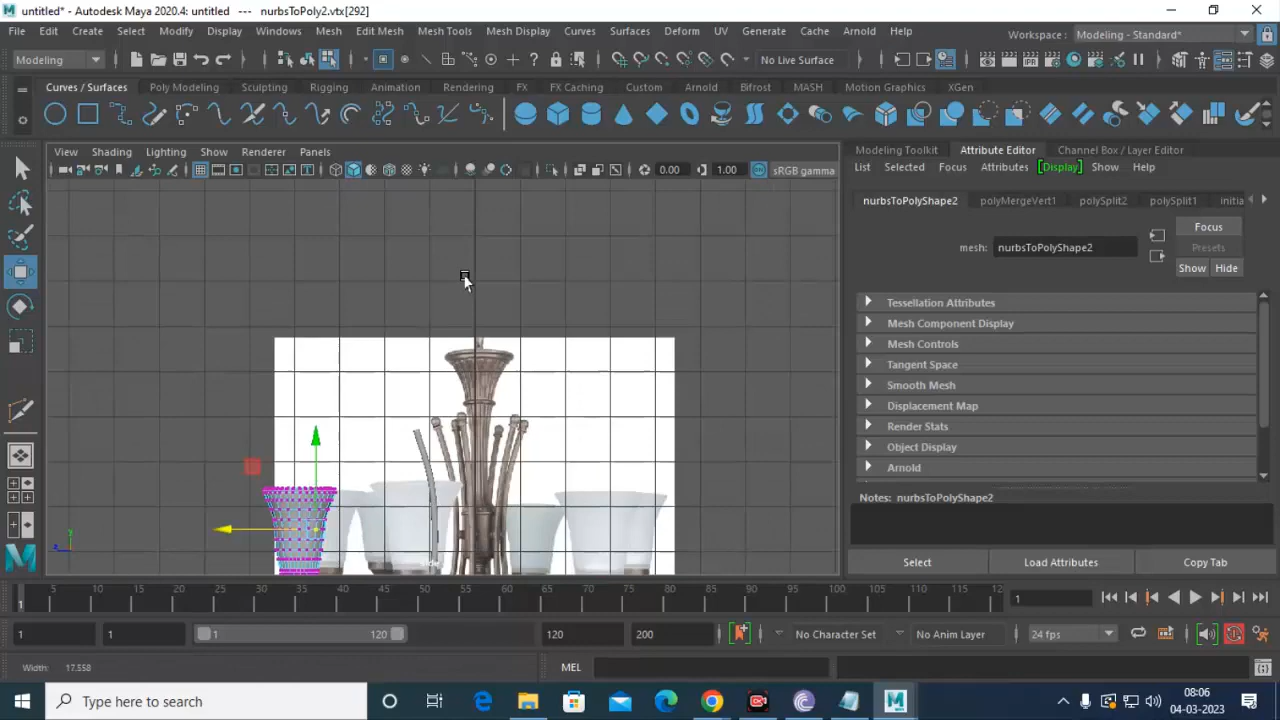 untitled* - Autodesk Maya 2020.4: untitled   ---   nurbsToPoly2.vtx[292]
File Edit Create Select Modify Display Windows Mesh Edit Mesh Mesh Tools Mesh Display Curves Surfaces Deform UV Generate Cache Arnold Help Workspace : Modeling - Standard*
Modeling No Live Surface
Curves / Surfaces Poly Modeling Sculpting Rigging Animation Rendering FX FX Caching Custom Arnold Bifrost MASH Motion Graphics XGen
View Shading Lighting Renderer Panels Modeling Toolkit Attribute Editor Channel Box / Layer Editor
0.00 1.00 sRGB gamma List Selected Focus Attributes [Display] Show Help
nurbsToPolyShape2 polyMergeVert1 polySplit2 polySplit1 initia
Focus
mesh: nurbsToPolyShape2 Presets
Show Hide
Tessellation Attributes
Mesh Component Display
Mesh Controls
Tangent Space
Smooth Mesh
Displacement Map
Render Stats
Object Display
Arnold
Notes: nurbsToPolyShape2
Select Load Attributes Copy Tab
5 10 15 20 25 30 35 40 45 50 55 60 65 70 75 80 85 90 95 100 105 110 115 12
1 1
1 1 1 120 120 200 No Character Set No Anim Layer 24 fps
Width: 17.558 MEL
Type here to search
08:06
04-03-2023